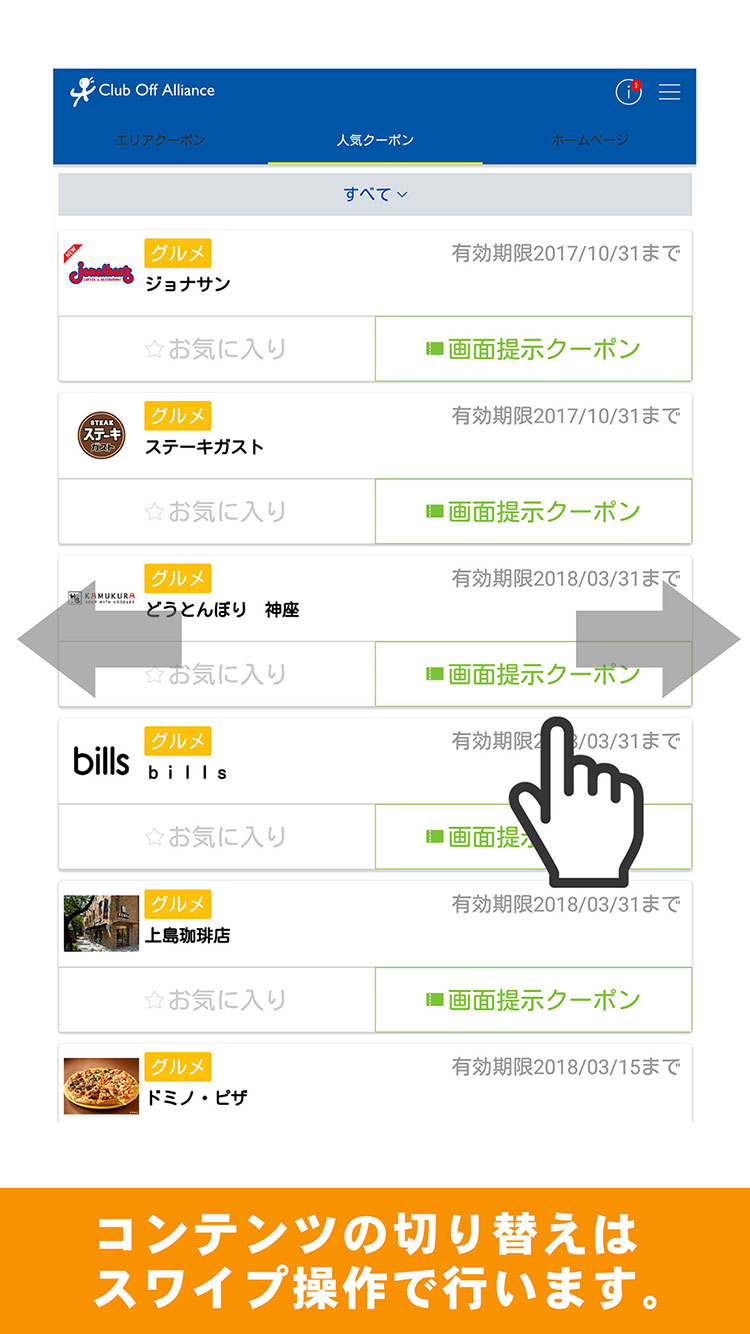 Club Off Alliance
i
1
エリアクーポン 人気クーポン ホームページ
すべて
NEW
Jonathan's
COFFEE & RESTAURANT
グルメ 有効期限2017/10/31まで
ジョナサン
お気に入り 画面提示クーポン
STEAK
ステーキ
ガスト
グルメ 有効期限2017/10/31まで
ステーキガスト
お気に入り 画面提示クーポン
KAMUKURA
SOUP WITH NOODLES
グルメ 有効期限2018/03/31まで
どうとんぼり 神座
お気に入り 画面提示クーポン
bills
グルメ 有効期限2018/03/31まで
ｂｉｌｌｓ
お気に入り 画面提示
グルメ 有効期限2018/03/31まで
上島珈琲店
お気に入り 画面提示クーポン
グルメ 有効期限2018/03/15まで
ドミノ・ピザ
コンテンツの切り替えは
スワイプ操作で行います。